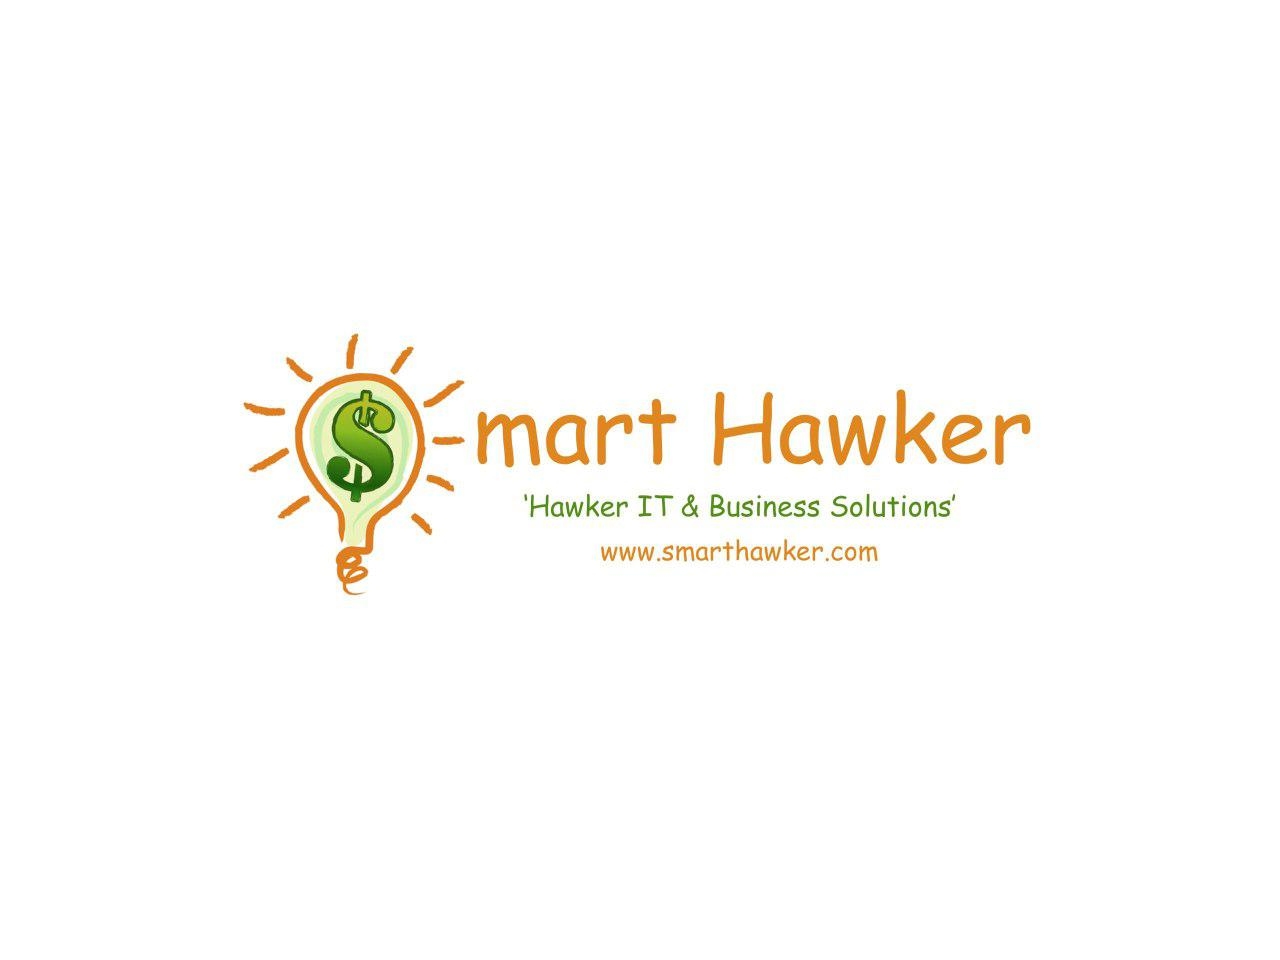 $mart Hawker
‘Hawker IT & Business Solutions’
www.smarthawker.com